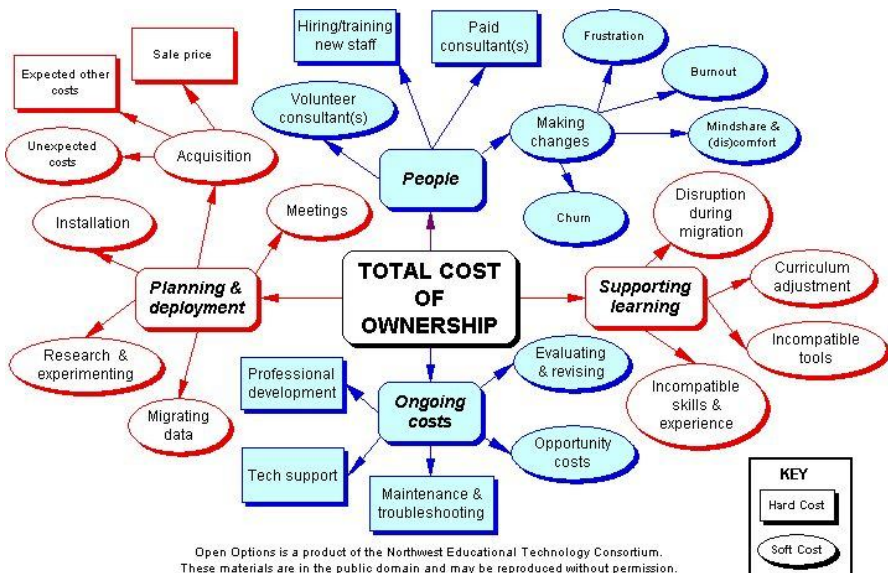 Hiring/training
new staff
Paid
consultant(s)
Frustration
Sale price
Expected other
costs
Burnout
Volunteer
consultant(s)
Making
changes
Mindshare &
(dis)comfort
Unexpected
costs
Acquisition
People
Disruption
during
migration
Installation
Meetings
Churn
TOTAL COST
OF
OWNERSHIP
Planning &
deployment
Supporting
learning
Curriculum
adjustment
Research &
experimenting
Professional
development
Evaluating
& revising
Incompatible
tools
Migrating
data
Ongoing
costs
Incompatible
skills &
experience
Tech support
Maintenance &
troubleshooting
Opportunity
costs
KEY
Hard Cost
Soft Cost
Open Options is a product of the Northwest Educational Technology Consortium.
These materials are in the public domain and may be reproduced without permission.